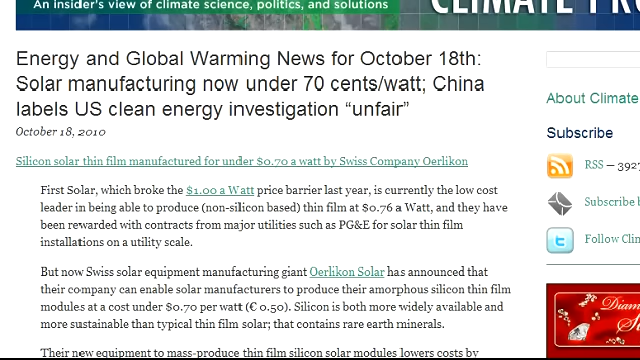 An insider's view of climate science, politics, and solutions
CLIMATE
Energy and Global Warming News for October 18th:
Solar manufacturing now under 70 cents/watt; China
labels US clean energy investigation “unfair”
October 18, 2010
Silicon solar thin film manufactured for under $0.70 a watt by Swiss Company Oerlikon
First Solar, which broke the $1.00 a Watt price barrier last year, is currently the low cost
leader in being able to produce (non-silicon based) thin film at $0.76 a Watt, and they have
been rewarded with contracts from major utilities such as PG&E for solar thin film
installations on a utility scale.
But now Swiss solar equipment manufacturing giant Oerlikon Solar has announced that
their company can enable solar manufacturers to produce their amorphous silicon thin film
modules at a cost under $0.70 per watt (€ 0.50). Silicon is both more widely available and
more sustainable than typical thin film solar; that contains rare earth minerals.
Their new equipment to mass-produce thin film silicon solar modules lowers costs by
About Climate
Subscribe
RSS — 392
Subscribe
Follow Cli